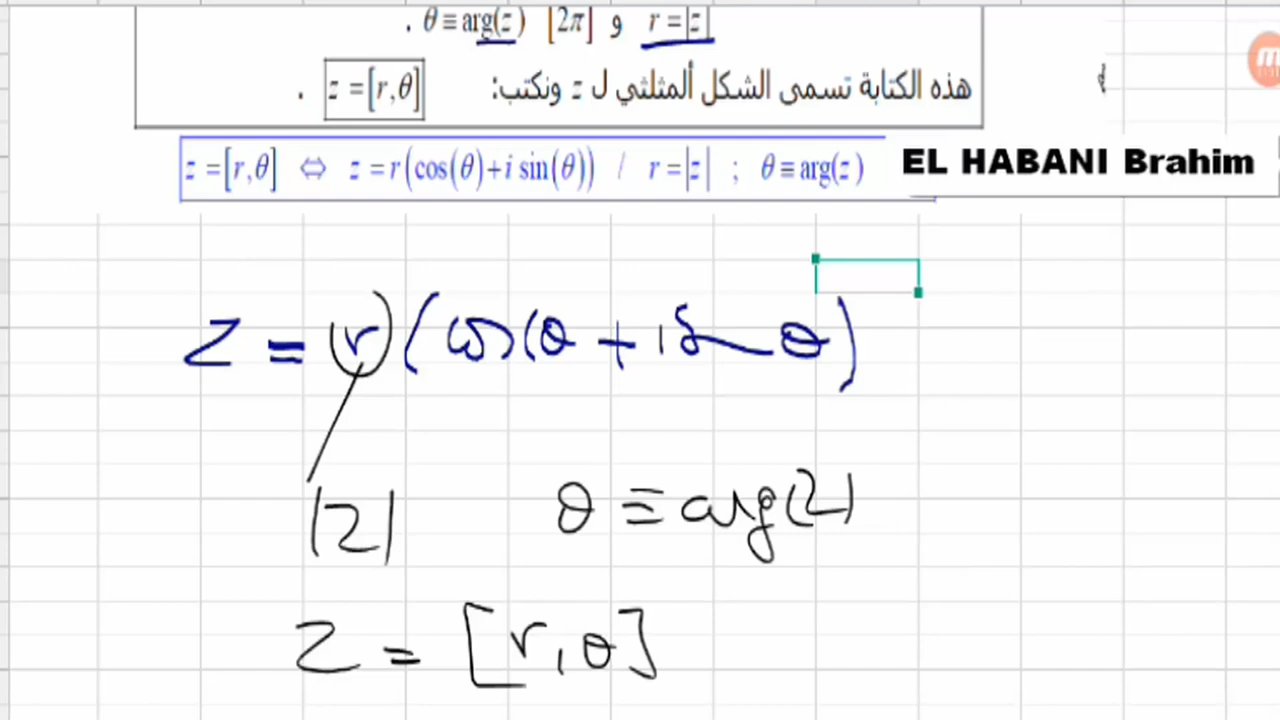 . θ ≡ arg(z) [2π] و r = |z|
هذه الكتابة تسمى الشكل ألمثلثي ل z ونكتب: z = [r,θ] .
z = [r,θ] ⇔ z = r(cos(θ)+i sin(θ)) / r = |z| ; θ ≡ arg(z)
EL HABANI Brahim
z = r (cos(θ + i sin θ)
|z| θ ≡ arg(z)
z = [r, θ]